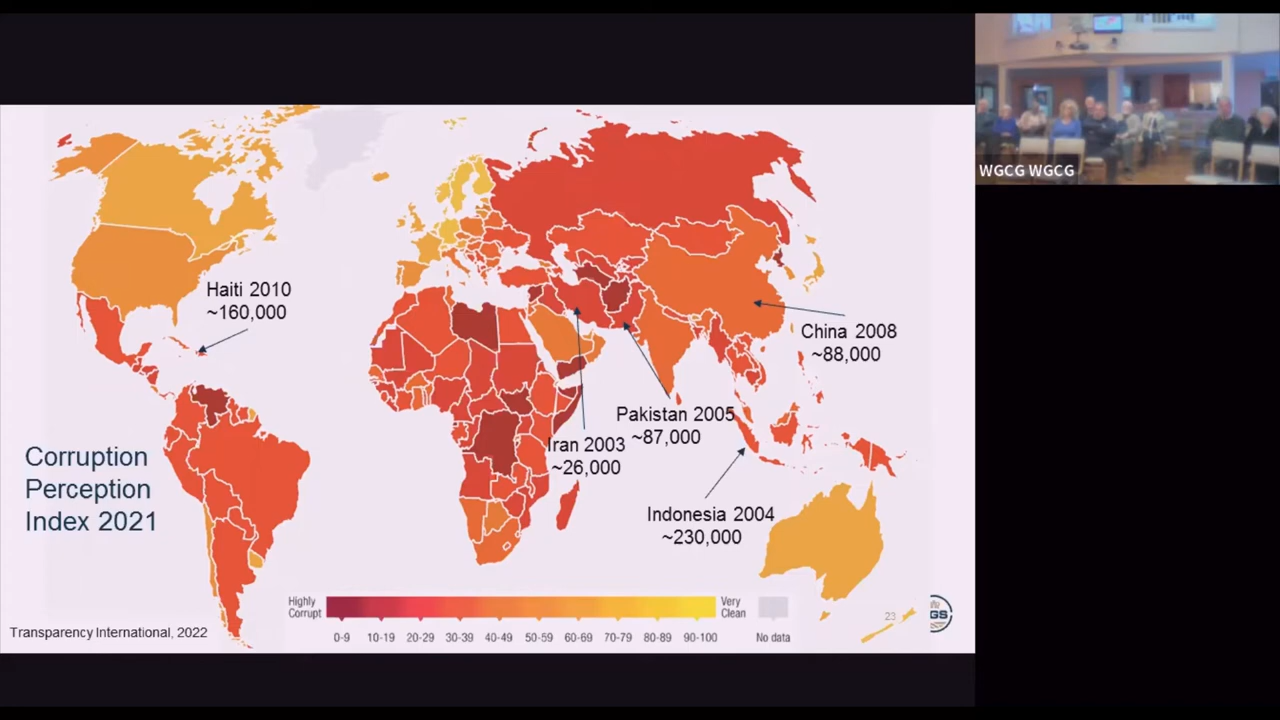 WGCG WGCG
Haiti 2010
~160,000
China 2008
~88,000
Pakistan 2005
~87,000
Iran 2003
~26,000
Indonesia 2004
~230,000
Corruption
Perception
Index 2021
Highly
Corrupt
Very
Clean
0-9 10-19 20-29 30-39 40-49 50-59 60-69 70-79 80-89 90-100 No data
Transparency International, 2022
23
GS